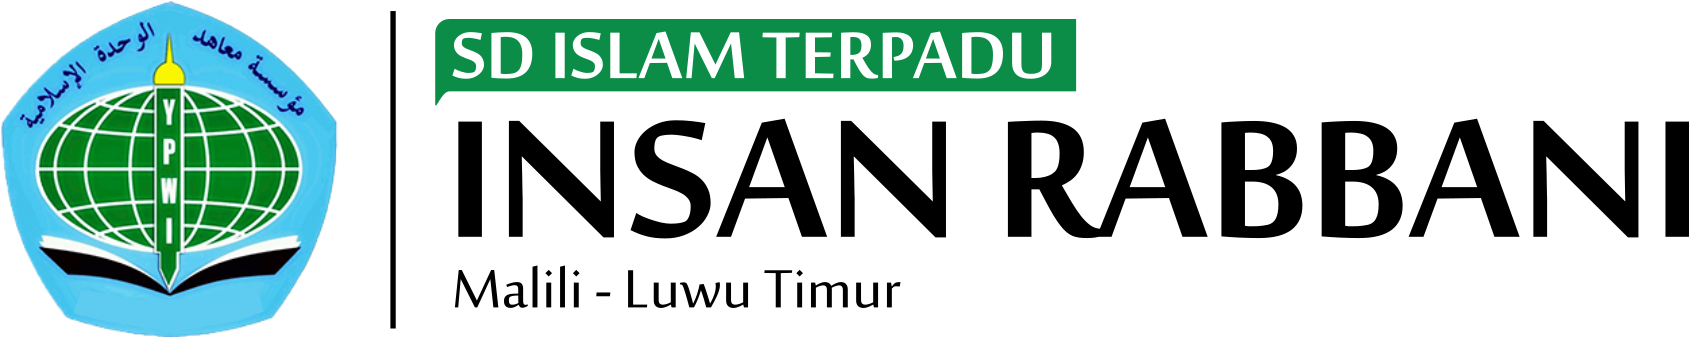 مؤسسة معاهد الوحدة الإسلامية
YPWI
SD ISLAM TERPADU
INSAN RABBANI
Malili - Luwu Timur